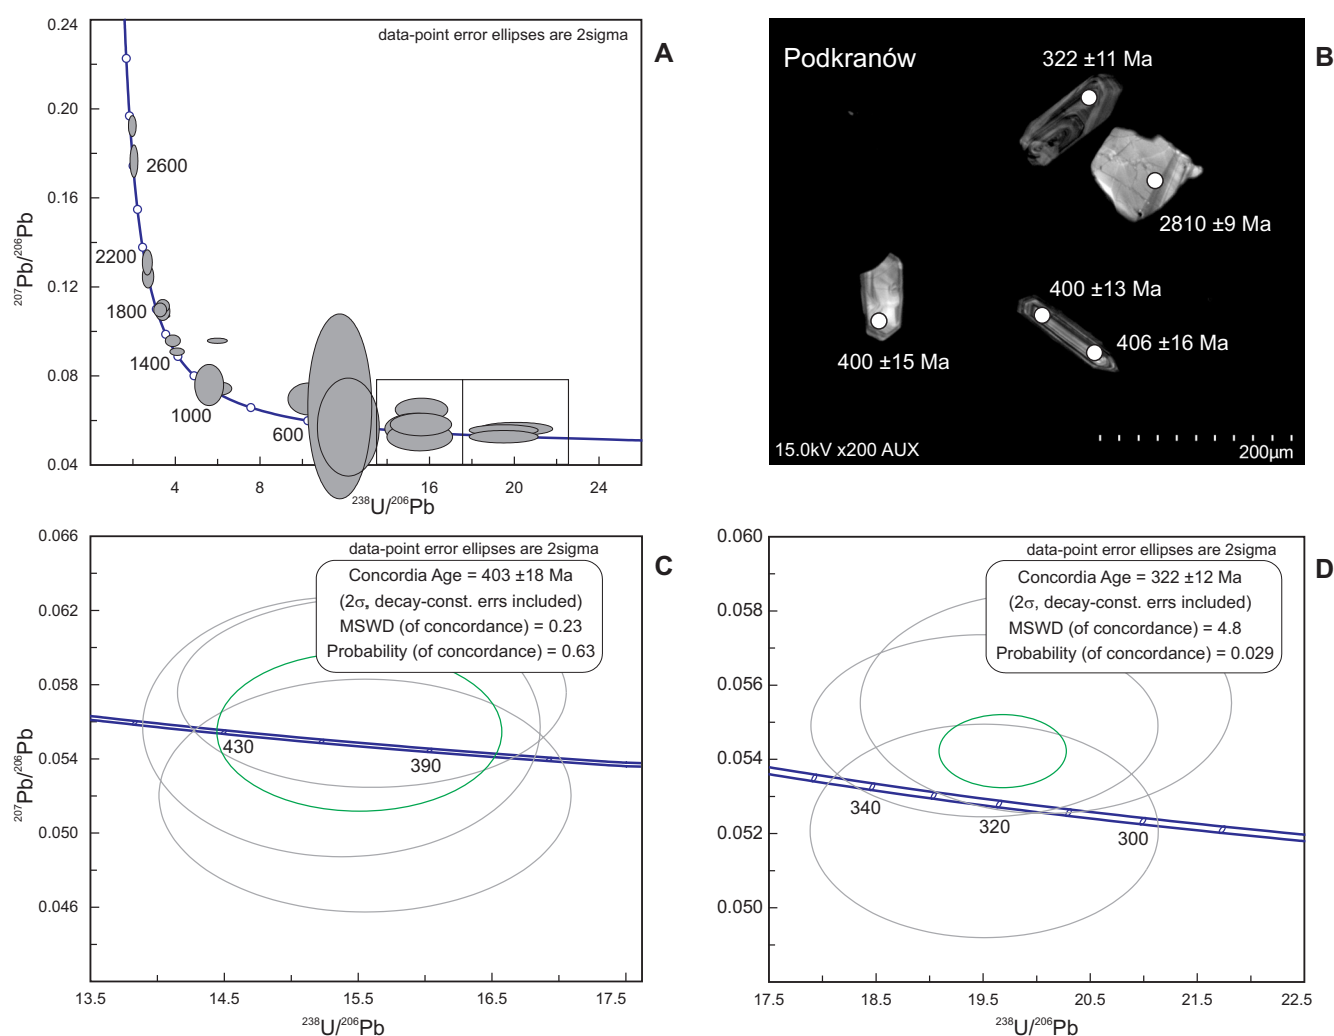 0.24
data-point error ellipses are 2sigma
A
0.20
2600
0.16
²⁰⁷Pb/²⁰⁶Pb
2200
0.12
1800
1400
0.08
1000
600
0.04
4 8 12 16 20 24
²³⁸U/²⁰⁶Pb
Podkranów
322 ±11 Ma
B
2810 ±9 Ma
400 ±13 Ma
406 ±16 Ma
400 ±15 Ma
15.0kV x200 AUX
200µm
0.066
data-point error ellipses are 2sigma
C
Concordia Age = 403 ±18 Ma
(2σ, decay-const. errs included)
MSWD (of concordance) = 0.23
Probability (of concordance) = 0.63
0.062
0.058
430
390
0.054
²⁰⁷Pb/²⁰⁶Pb
0.050
0.046
13.5 14.5 15.5 16.5 17.5
²³⁸U/²⁰⁶Pb
0.060
data-point error ellipses are 2sigma
D
Concordia Age = 322 ±12 Ma
(2σ, decay-const. errs included)
MSWD (of concordance) = 4.8
Probability (of concordance) = 0.029
0.058
0.056
0.054
340
320
300
0.052
²⁰⁷Pb/²⁰⁶Pb
0.050
17.5 18.5 19.5 20.5 21.5 22.5
²³⁸U/²⁰⁶Pb